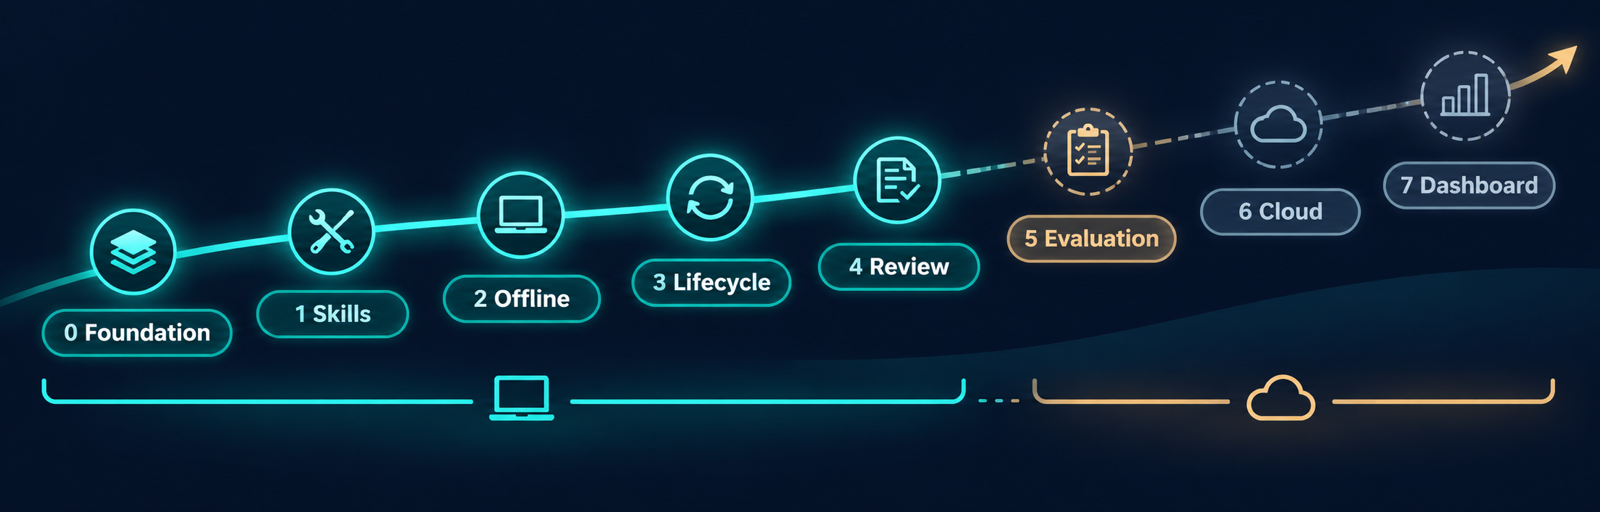 0 Foundation
1 Skills
2 Offline
3 Lifecycle
4 Review
5 Evaluation
6 Cloud
7 Dashboard